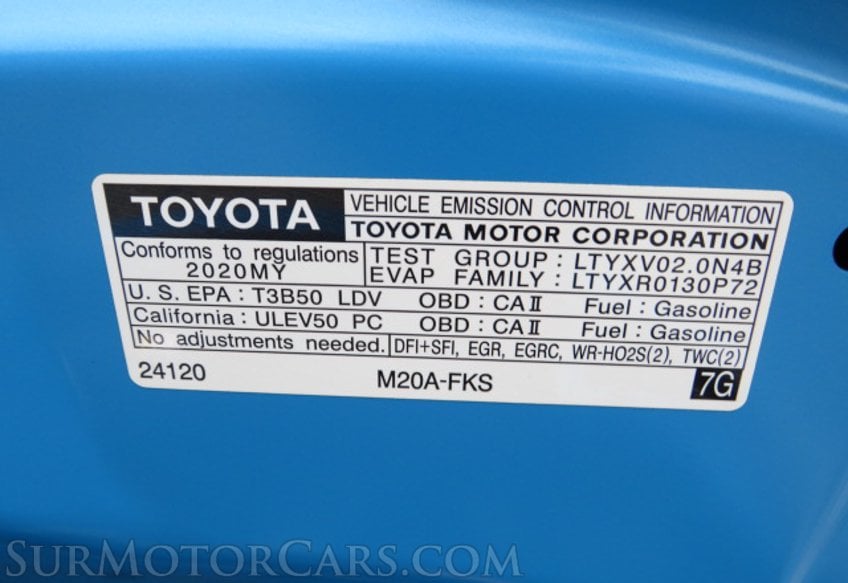 TOYOTA VEHICLE EMISSION CONTROL INFORMATION
TOYOTA MOTOR CORPORATION
Conforms to regulations TEST GROUP : LTYXV02.0N4B
2020MY EVAP FAMILY : LTYXR0130P72
U. S. EPA : T3B50 LDV OBD : CAⅡ Fuel : Gasoline
California : ULEV50 PC OBD : CAⅡ Fuel : Gasoline
No adjustments needed. DFI+SFI, EGR, EGRC, WR-HO2S(2), TWC(2)
24120 M20A-FKS 7G
SURMOTORCARS.COM